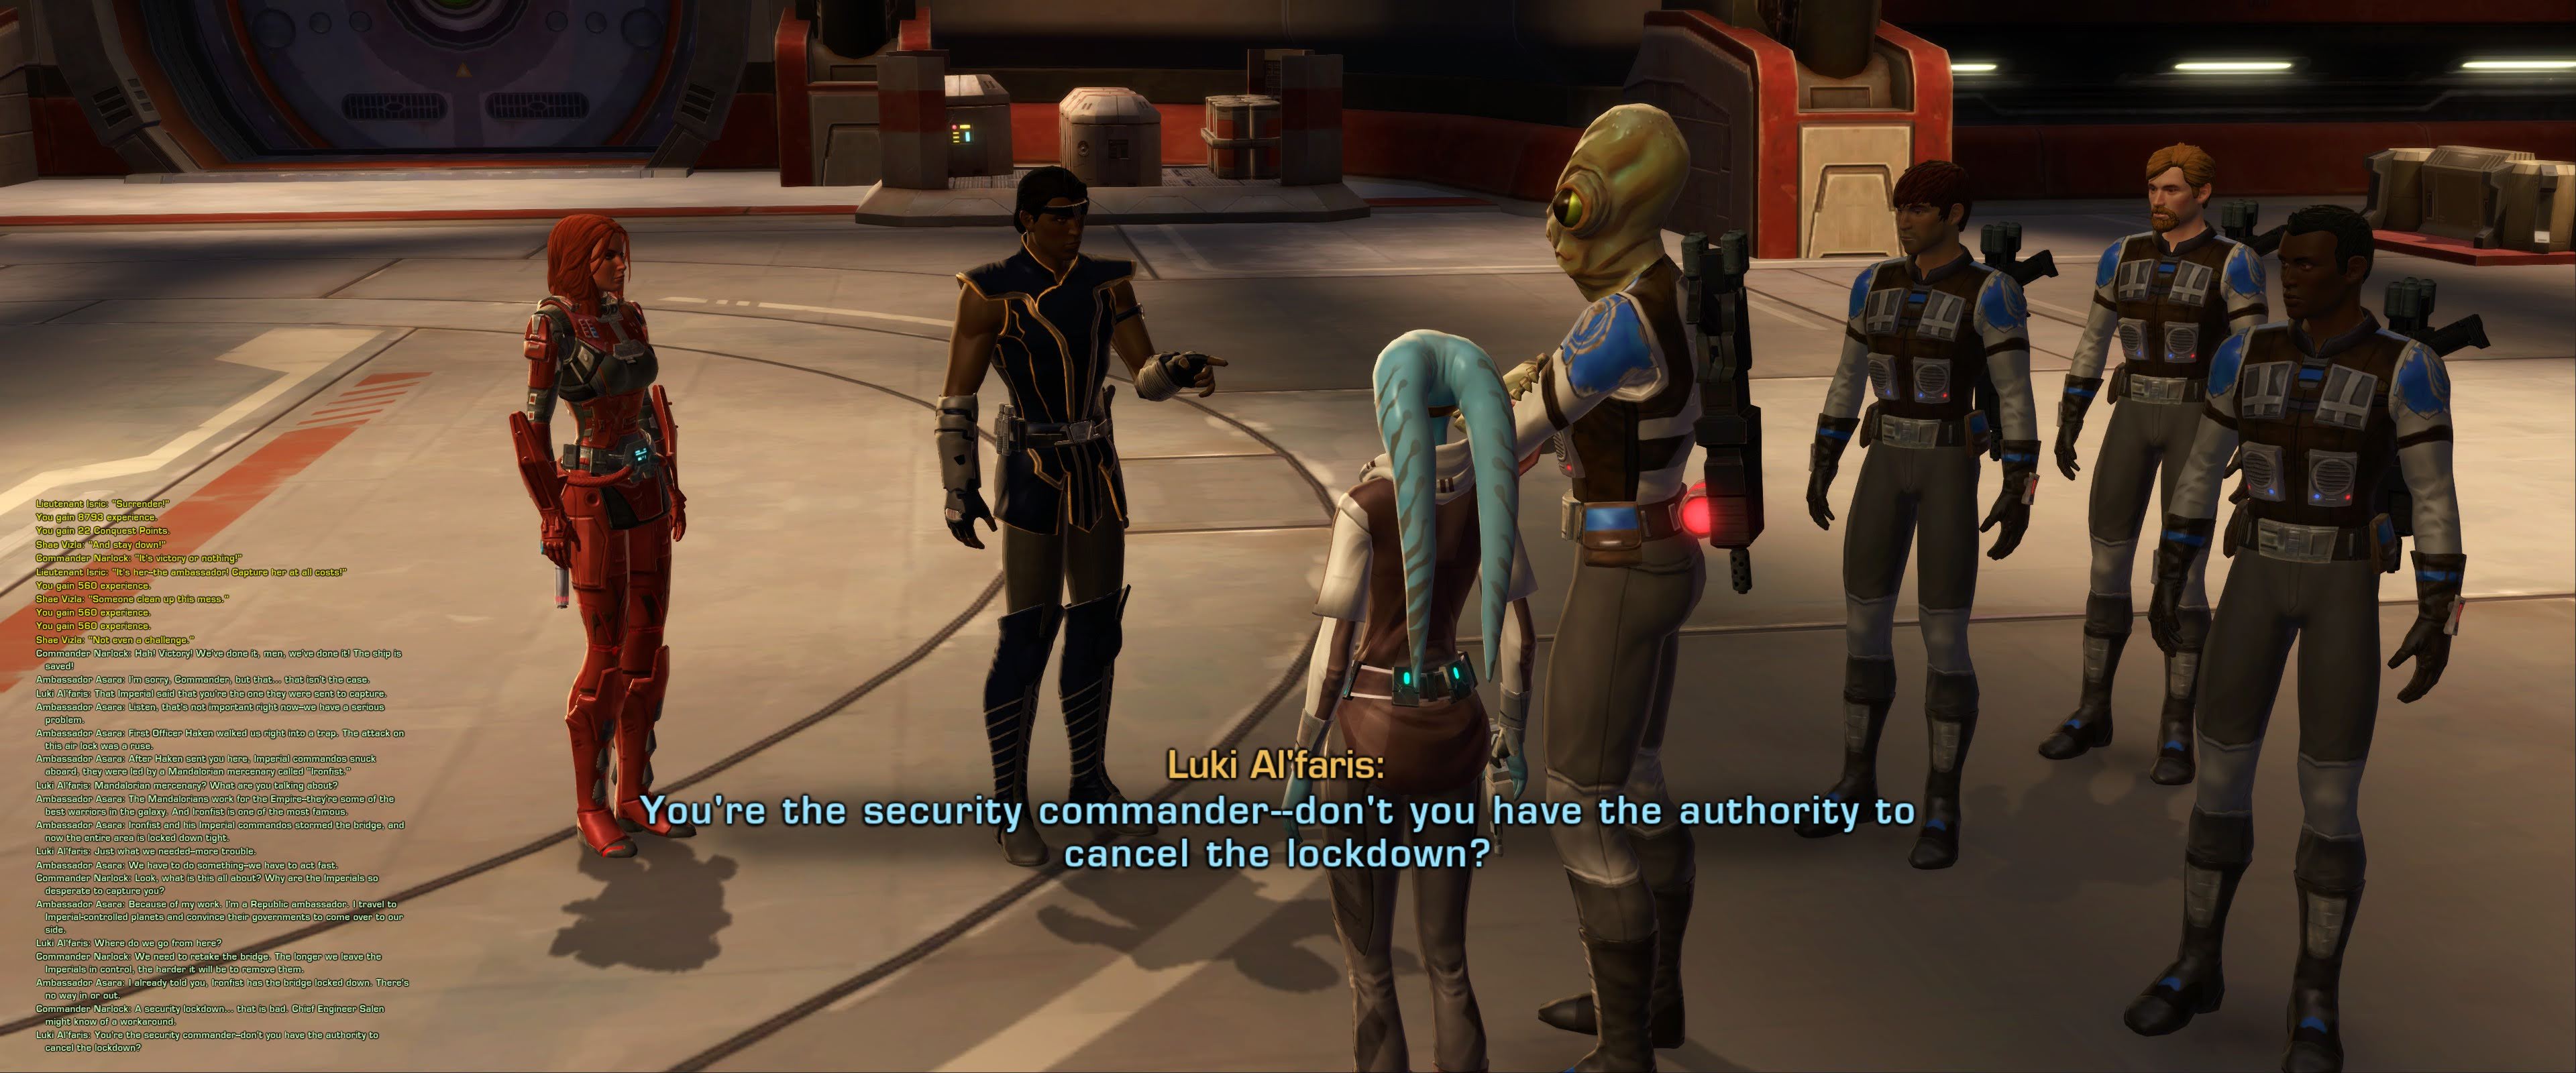 Lieutenant Isric: "Surrender!"
You gain 8793 experience.
You gain 22 Conquest Points.
Shae Vizla: "And stay down!"
Commander Narlock: "It's victory or nothing!"
Lieutenant Isric: "It's her—the ambassador! Capture her at all costs!"
You gain 560 experience.
Shae Vizla: "Someone clean up this mess."
You gain 560 experience.
You gain 560 experience.
Shae Vizla: "Not even a challenge."
Commander Narlock: Hah! Victory! We've done it, men, we've done it! The ship is
saved!
Ambassador Asara: I'm sorry, Commander, but that... that isn't the case.
Luki Al'faris: That Imperial said that you're the one they were sent to capture.
Ambassador Asara: Listen, that's not important right now—we have a serious
problem.
Ambassador Asara: First Officer Haken walked us right into a trap. The attack on
this air lock was a ruse.
Ambassador Asara: After Haken sent you here, Imperial commandos snuck
aboard, they were led by a Mandalorian mercenary called "Ironfist."
Luki Al'faris: Mandalorian mercenary? What are you talking about?
Ambassador Asara: The Mandalorians work for the Empire—they're some of the
best warriors in the galaxy. And Ironfist is one of the most famous.
Ambassador Asara: Ironfist and his Imperial commandos stormed the bridge, and
now the entire area is locked down tight.
Luki Al'faris: Just what we needed—more trouble.
Ambassador Asara: We have to do something—we have to act fast.
Commander Narlock: Look, what is this all about? Why are the Imperials so
desperate to capture you?
Ambassador Asara: Because of my work. I'm a Republic ambassador. I travel to
Imperial-controlled planets and convince their governments to come over to our
side.
Luki Al'faris: Where do we go from here?
Commander Narlock: We need to retake the bridge. The longer we leave the
Imperials in control, the harder it will be to remove them.
Ambassador Asara: I already told you, Ironfist has the bridge locked down. There's
no way in or out.
Commander Narlock: A security lockdown... that is bad. Chief Engineer Salen
might know of a workaround.
Luki Al'faris: You're the security commander—don't you have the authority to
cancel the lockdown?
Luki Al'faris:
You're the security commander--don't you have the authority to
cancel the lockdown?